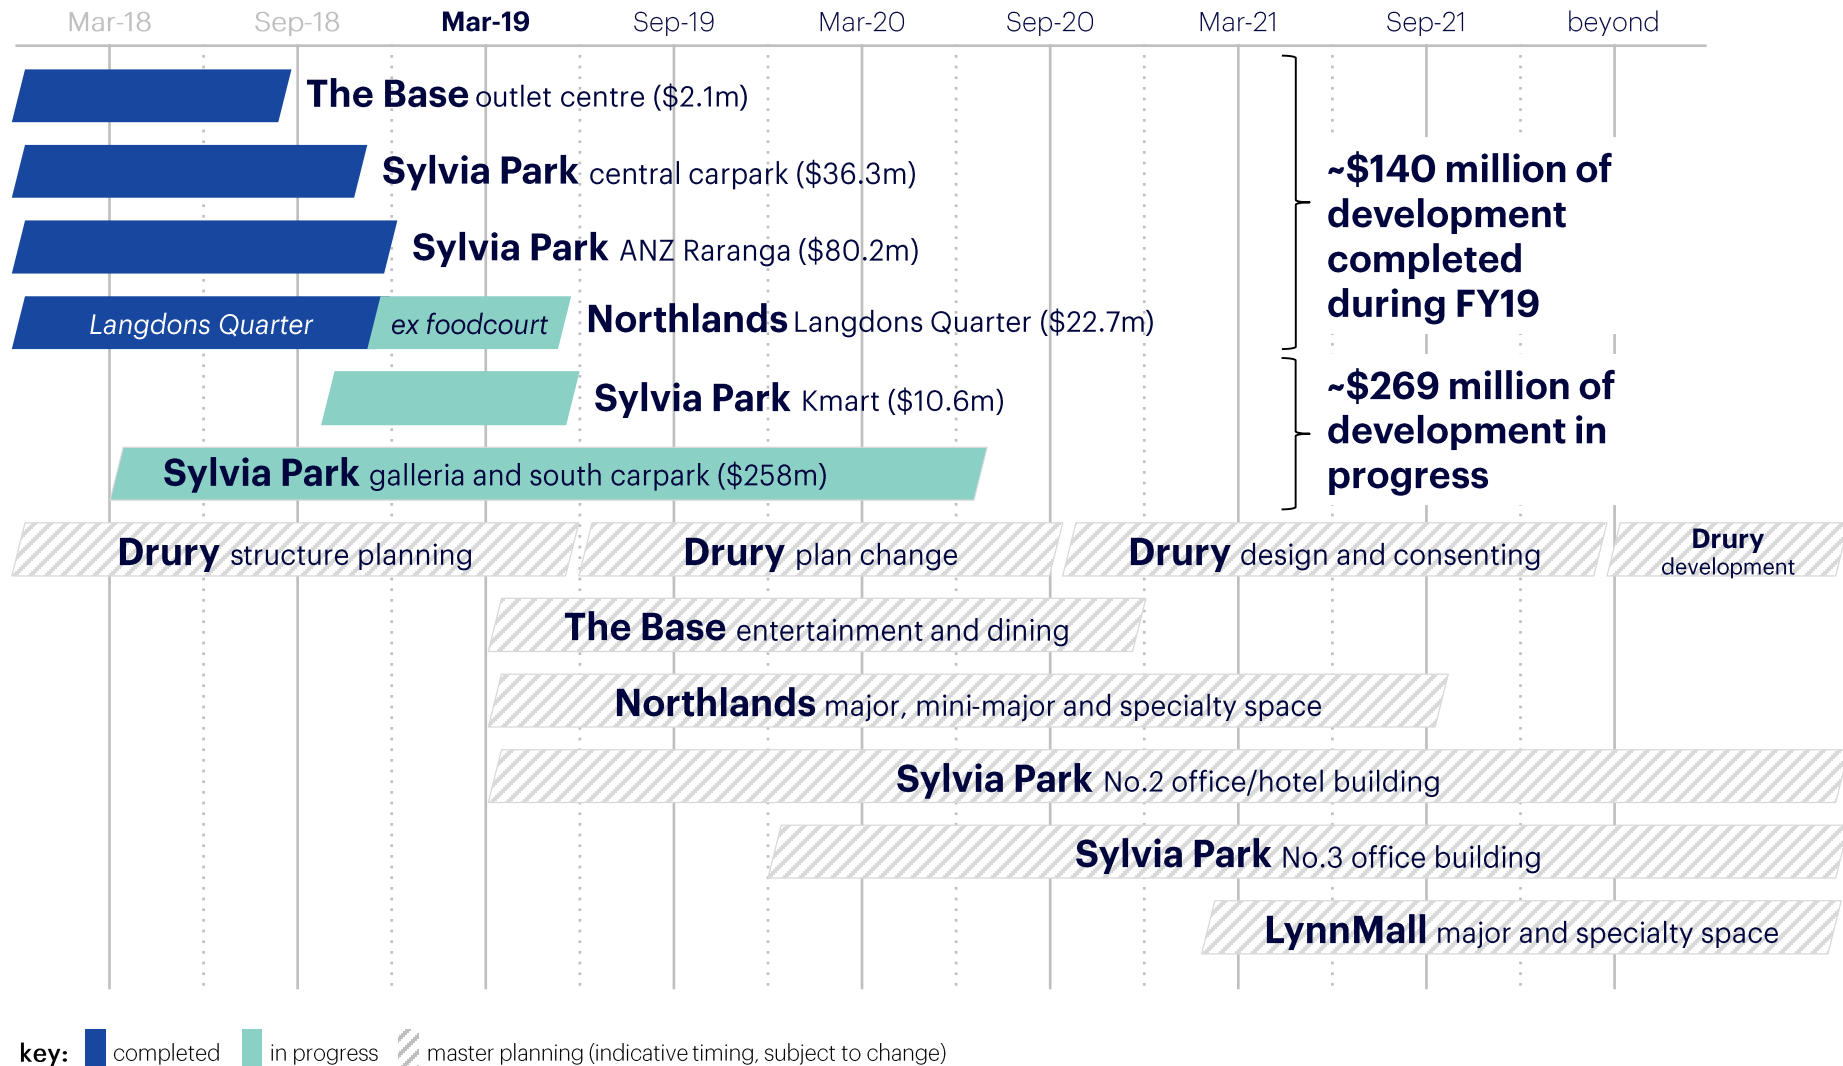 Mar-18 Sep-18 Mar-19 Sep-19 Mar-20 Sep-20 Mar-21 Sep-21 beyond
The Base outlet centre ($2.1m)
Sylvia Park central carpark ($36.3m)
Sylvia Park ANZ Raranga ($80.2m)
Langdons Quarter ex foodcourt Northlands Langdons Quarter ($22.7m)
~$140 million of
development
completed
during FY19
Sylvia Park Kmart ($10.6m)
Sylvia Park galleria and south carpark ($258m)
~$269 million of
development in
progress
Drury structure planning Drury plan change Drury design and consenting Drury
development
The Base entertainment and dining
Northlands major, mini-major and specialty space
Sylvia Park No.2 office/hotel building
Sylvia Park No.3 office building
LynnMall major and specialty space
key: completed in progress master planning (indicative timing, subject to change)